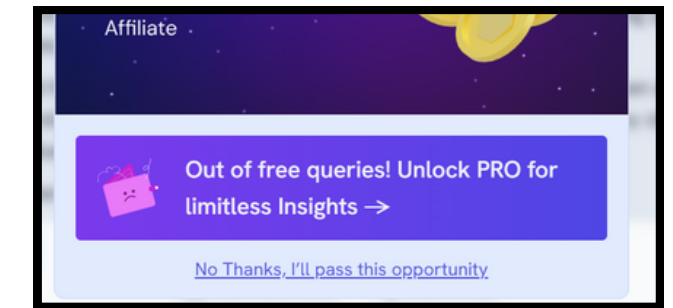 Affiliate
Out of free queries! Unlock PRO for
limitless Insights →
No Thanks, I'll pass this opportunity